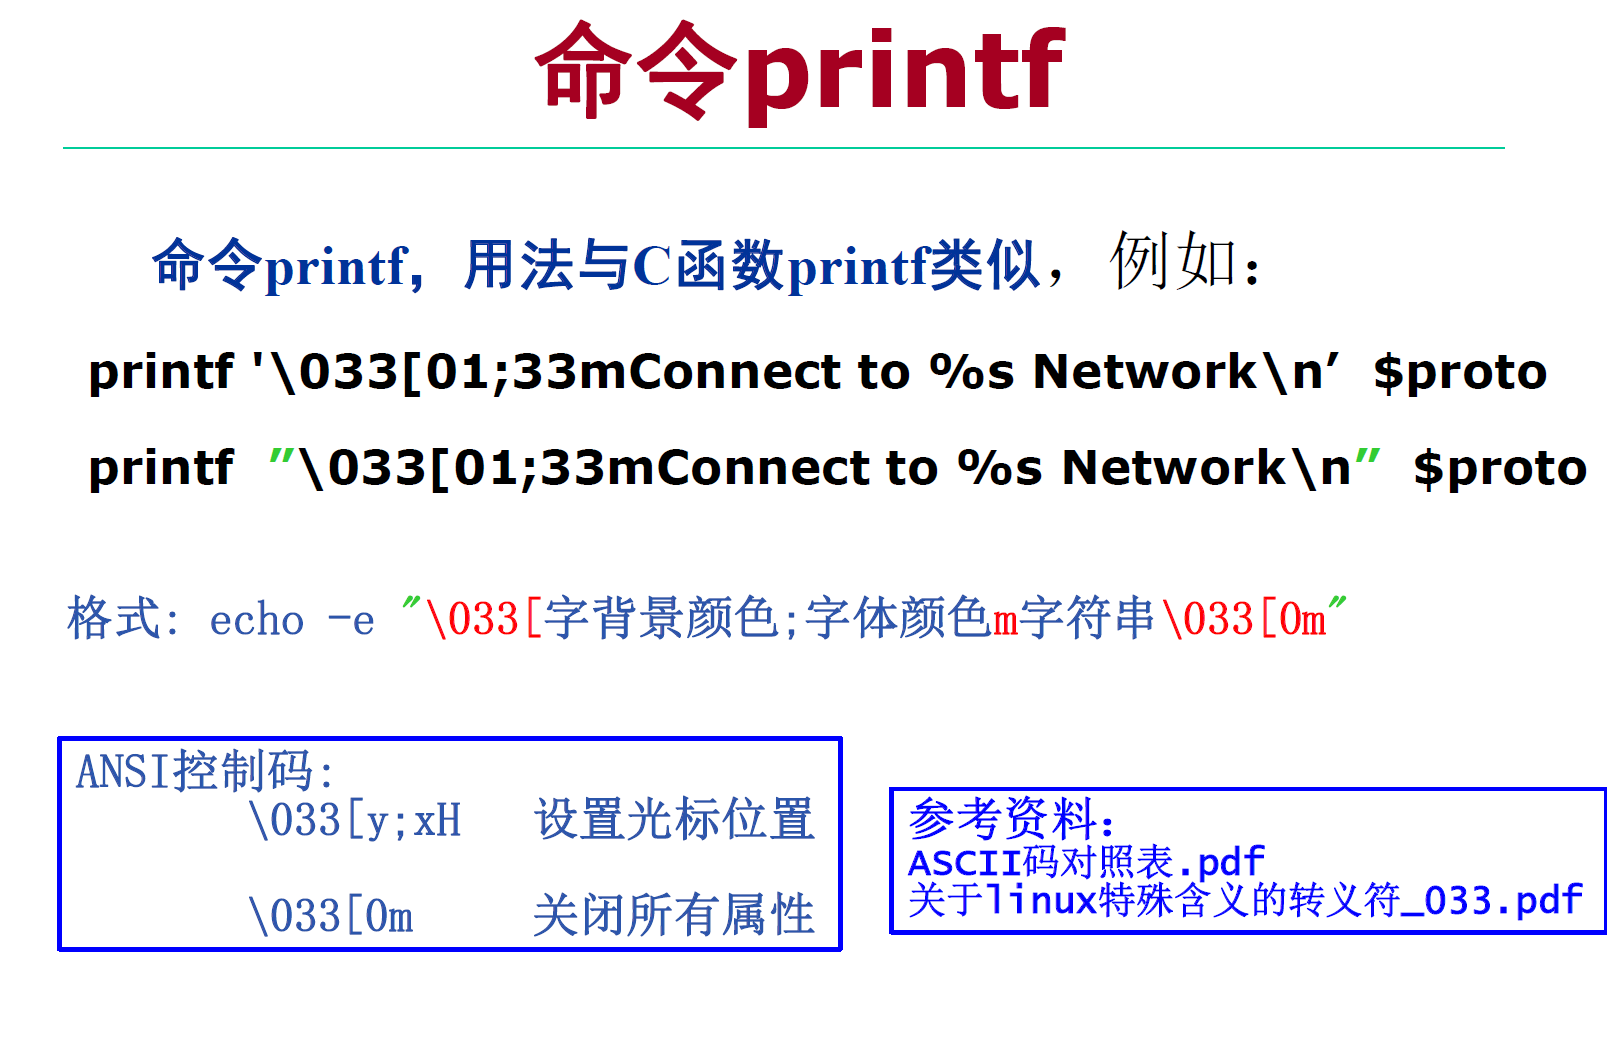 命令printf
命令printf，用法与C函数printf类似，例如：
printf '\033[01;33mConnect to %s Network\n’ $proto
printf ”\033[01;33mConnect to %s Network\n” $proto
格式: echo -e "\033[字背景颜色;字体颜色m字符串\033[0m"
ANSI控制码:
\033[y;xH 设置光标位置
\033[0m 关闭所有属性
参考资料：
ASCII码对照表.pdf
关于linux特殊含义的转义符_033.pdf